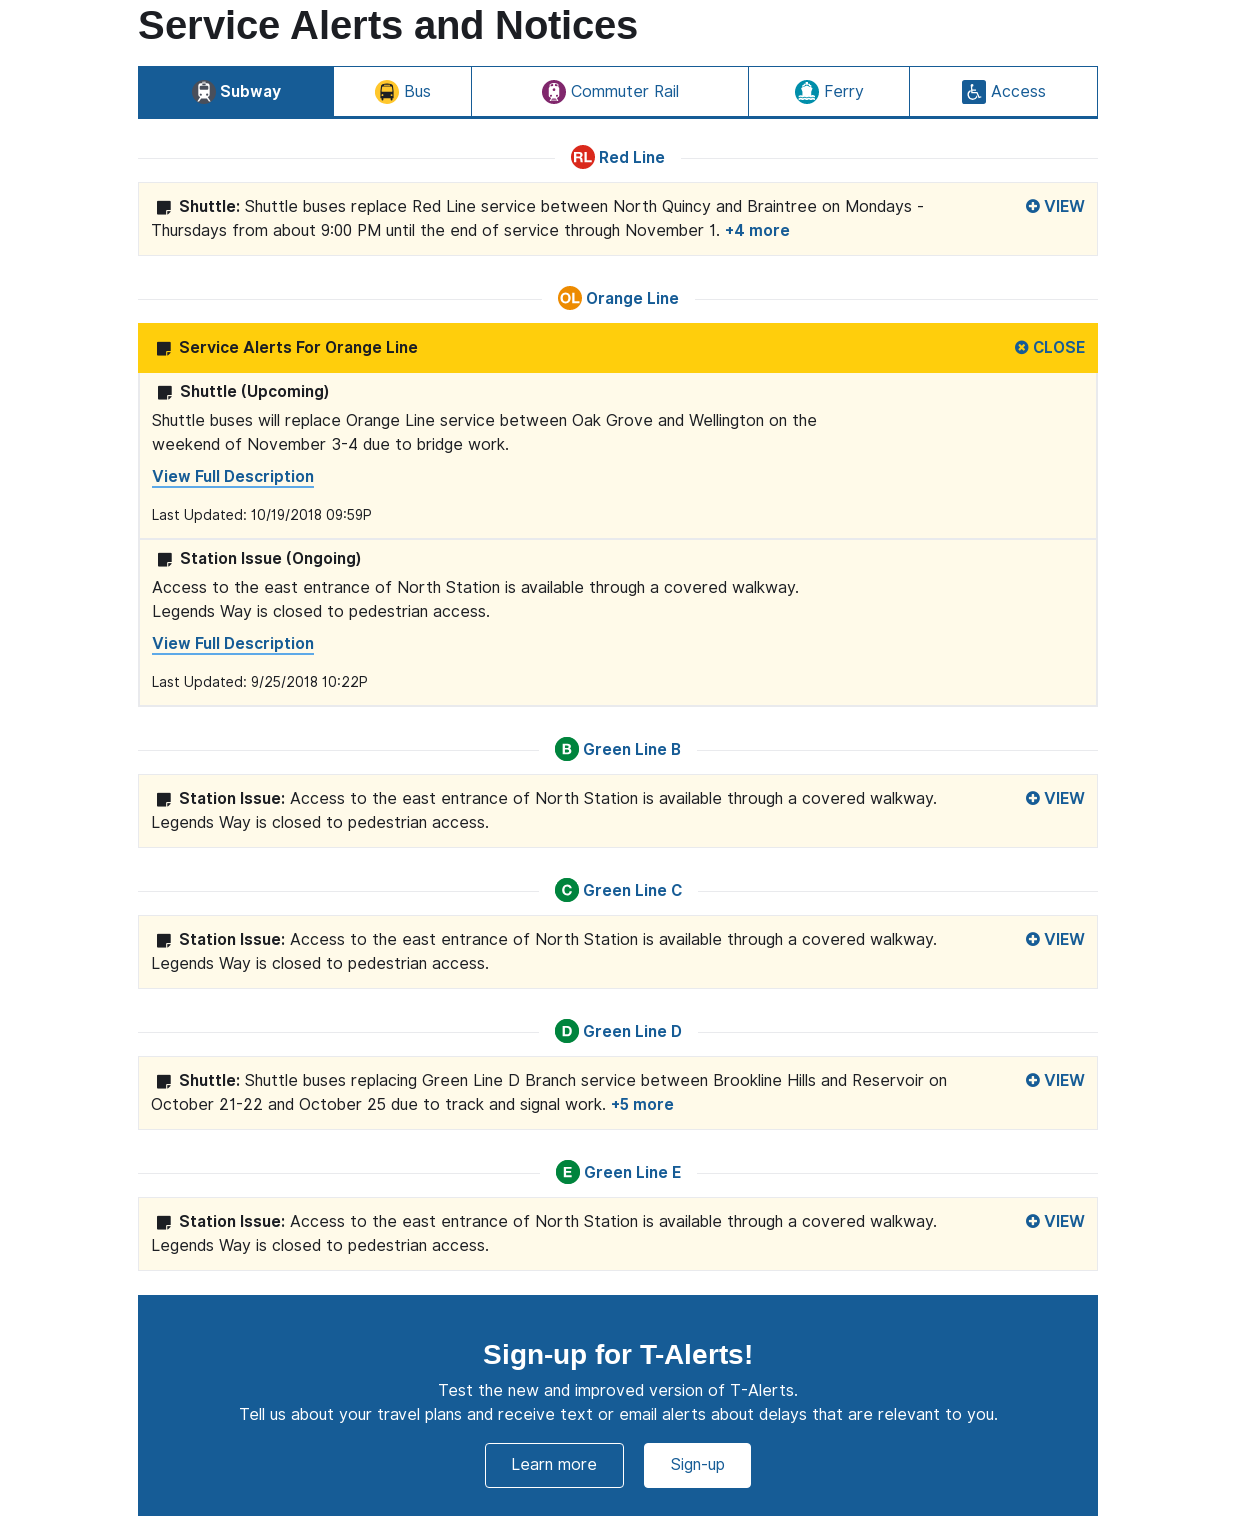 Service Alerts and Notices
Subway
Bus
Commuter Rail
Ferry
Access
RL Red Line
Shuttle: Shuttle buses replace Red Line service between North Quincy and Braintree on Mondays -
VIEW
Thursdays from about 9:00 PM until the end of service through November 1. +4 more
OL Orange Line
Service Alerts For Orange Line
CLOSE
Shuttle (Upcoming)
Shuttle buses will replace Orange Line service between Oak Grove and Wellington on the
weekend of November 3-4 due to bridge work.
View Full Description
Last Updated: 10/19/2018 09:59P
Station Issue (Ongoing)
Access to the east entrance of North Station is available through a covered walkway.
Legends Way is closed to pedestrian access.
View Full Description
Last Updated: 9/25/2018 10:22P
B Green Line B
Station Issue: Access to the east entrance of North Station is available through a covered walkway.
VIEW
Legends Way is closed to pedestrian access.
C Green Line C
Station Issue: Access to the east entrance of North Station is available through a covered walkway.
VIEW
Legends Way is closed to pedestrian access.
D Green Line D
Shuttle: Shuttle buses replacing Green Line D Branch service between Brookline Hills and Reservoir on
VIEW
October 21-22 and October 25 due to track and signal work. +5 more
E Green Line E
Station Issue: Access to the east entrance of North Station is available through a covered walkway.
VIEW
Legends Way is closed to pedestrian access.
Sign-up for T-Alerts!
Test the new and improved version of T-Alerts.
Tell us about your travel plans and receive text or email alerts about delays that are relevant to you.
Learn more
Sign-up